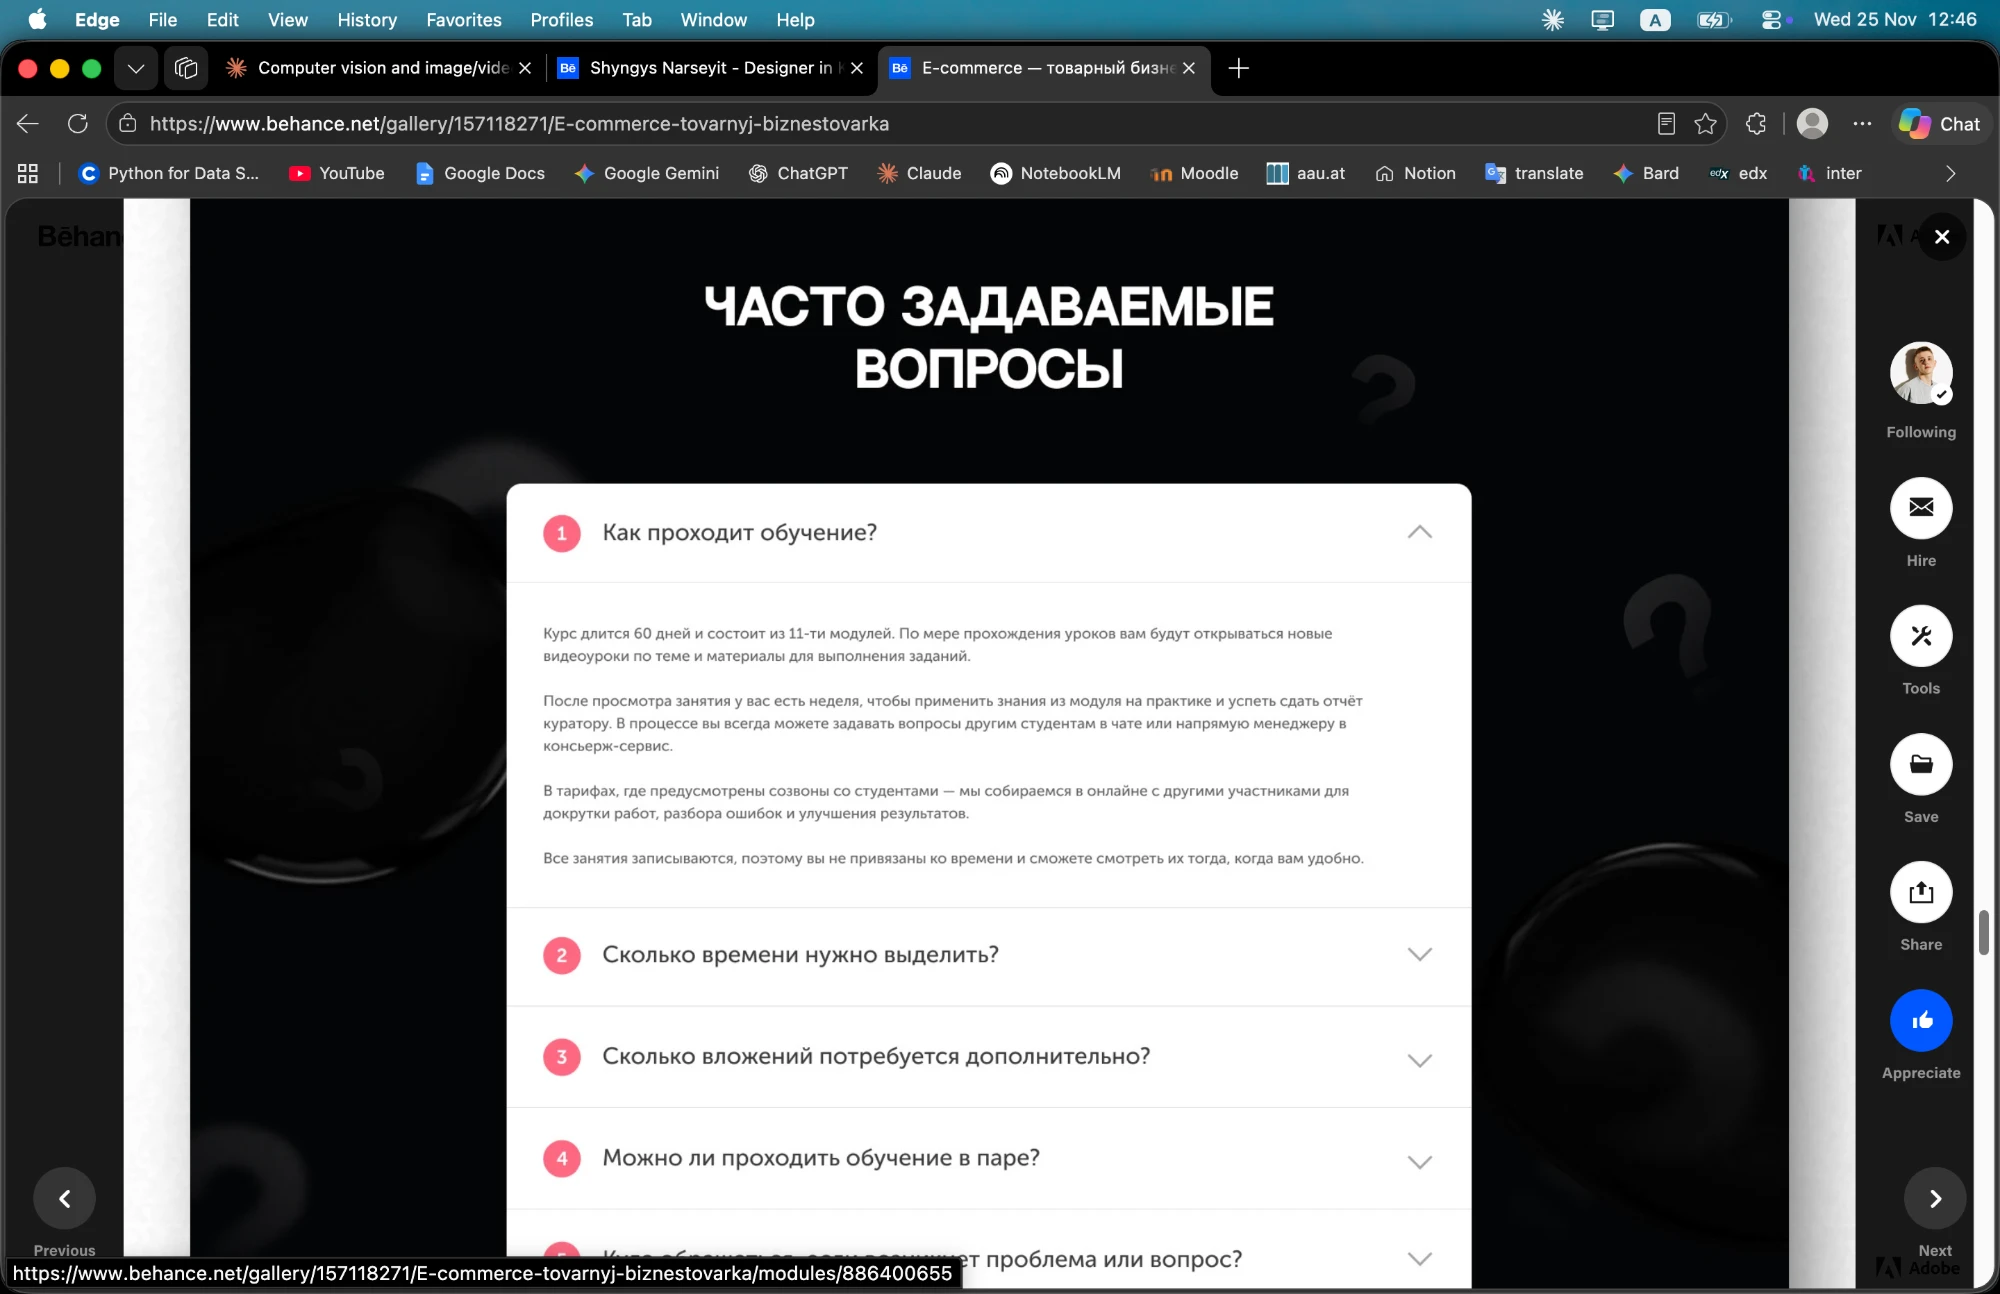 Edge File Edit View History Favorites Profiles Tab Window Help A Wed 25 Nov 12:46
Computer vision and image/vide Bē Shyngys Narseyit - Designer in Bē E-commerce — товарный бизне
https://www.behance.net/gallery/157118271/E-commerce-tovarnyj-biznestovarka Chat
C Python for Data S... YouTube Google Docs Google Gemini ChatGPT Claude NotebookLM Moodle aau.at Notion translate Bard edx edx inter
Bēhan
ЧАСТО ЗАДАВАЕМЫЕ
ВОПРОСЫ
1 Как проходит обучение?
Курс длится 60 дней и состоит из 11-ти модулей. По мере прохождения уроков вам будут открываться новые
видеоуроки по теме и материалы для выполнения заданий.
После просмотра занятия у вас есть неделя, чтобы применить знания из модуля на практике и успеть сдать отчёт
куратору. В процессе вы всегда можете задавать вопросы другим студентам в чате или напрямую менеджеру в
консьерж-сервис.
В тарифах, где предусмотрены созвоны со студентами — мы собираемся в онлайне с другими участниками для
докрутки работ, разбора ошибок и улучшения результатов.
Все занятия записываются, поэтому вы не привязаны ко времени и сможете смотреть их тогда, когда вам удобно.
2 Сколько времени нужно выделить?
3 Сколько вложений потребуется дополнительно?
4 Можно ли проходить обучение в паре?
проблема или вопрос?
Following
Hire
Tools
Save
Share
Appreciate
Previous
Next
Adobe
https://www.behance.net/gallery/157118271/E-commerce-tovarnyj-biznestovarka/modules/886400655